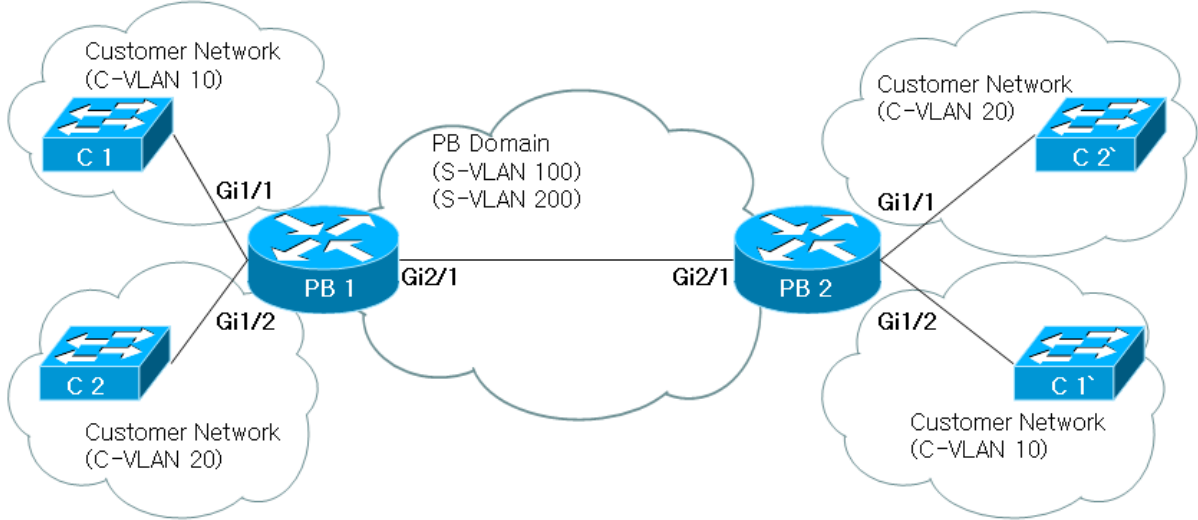 Customer Network
(C-VLAN 10)
C 1
Gi1/1
PB Domain
(S-VLAN 100)
(S-VLAN 200)
Customer Network
(C-VLAN 20)
C 2`
Gi1/1
PB 1
Gi2/1
Gi2/1
PB 2
Gi1/2
C 2
Customer Network
(C-VLAN 20)
Gi1/2
C 1`
Customer Network
(C-VLAN 10)